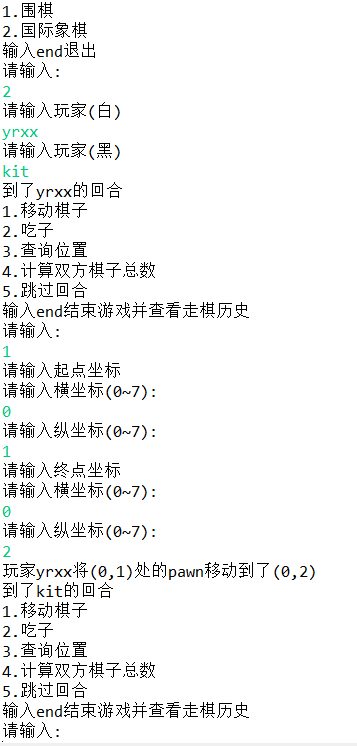 1.围棋
2.国际象棋
输入end退出
请输入:
2
请输入玩家(白)
yrxx
请输入玩家(黑)
kit
到了yrxx的回合
1.移动棋子
2.吃子
3.查询位置
4.计算双方棋子总数
5.跳过回合
输入end结束游戏并查看走棋历史
请输入:
1
请输入起点坐标
请输入横坐标(0~7):
0
请输入纵坐标(0~7):
1
请输入终点坐标
请输入横坐标(0~7):
0
请输入纵坐标(0~7):
2
玩家yrxx将(0,1)处的pawn移动到了(0,2)
到了kit的回合
1.移动棋子
2.吃子
3.查询位置
4.计算双方棋子总数
5.跳过回合
输入end结束游戏并查看走棋历史
请输入: